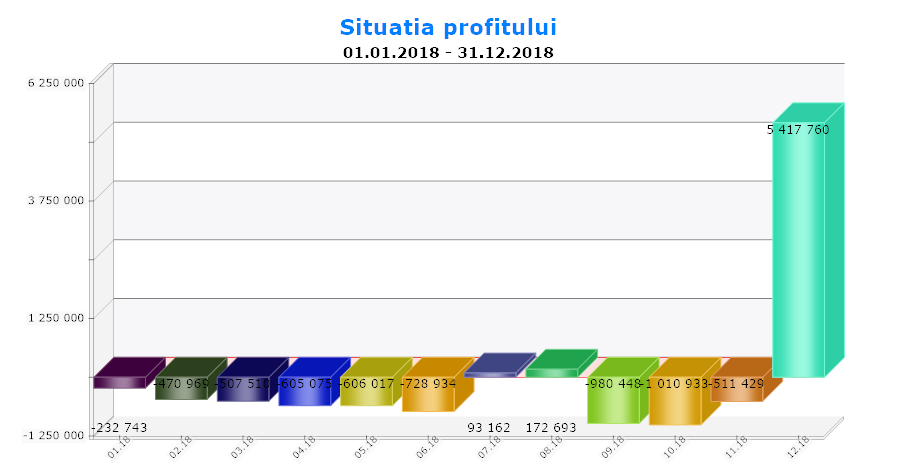 Situatia profitului
01.01.2018 - 31.12.2018
6 250 000
3 750 000
1 250 000
-1 250 000
-232 743
-470 969
-507 510
-605 075
-606 017
-728 934
93 162
172 693
-980 448
-1 010 933
-511 429
5 417 760
01.18
02.18
03.18
04.18
05.18
06.18
07.18
08.18
09.18
10.18
11.18
12.18